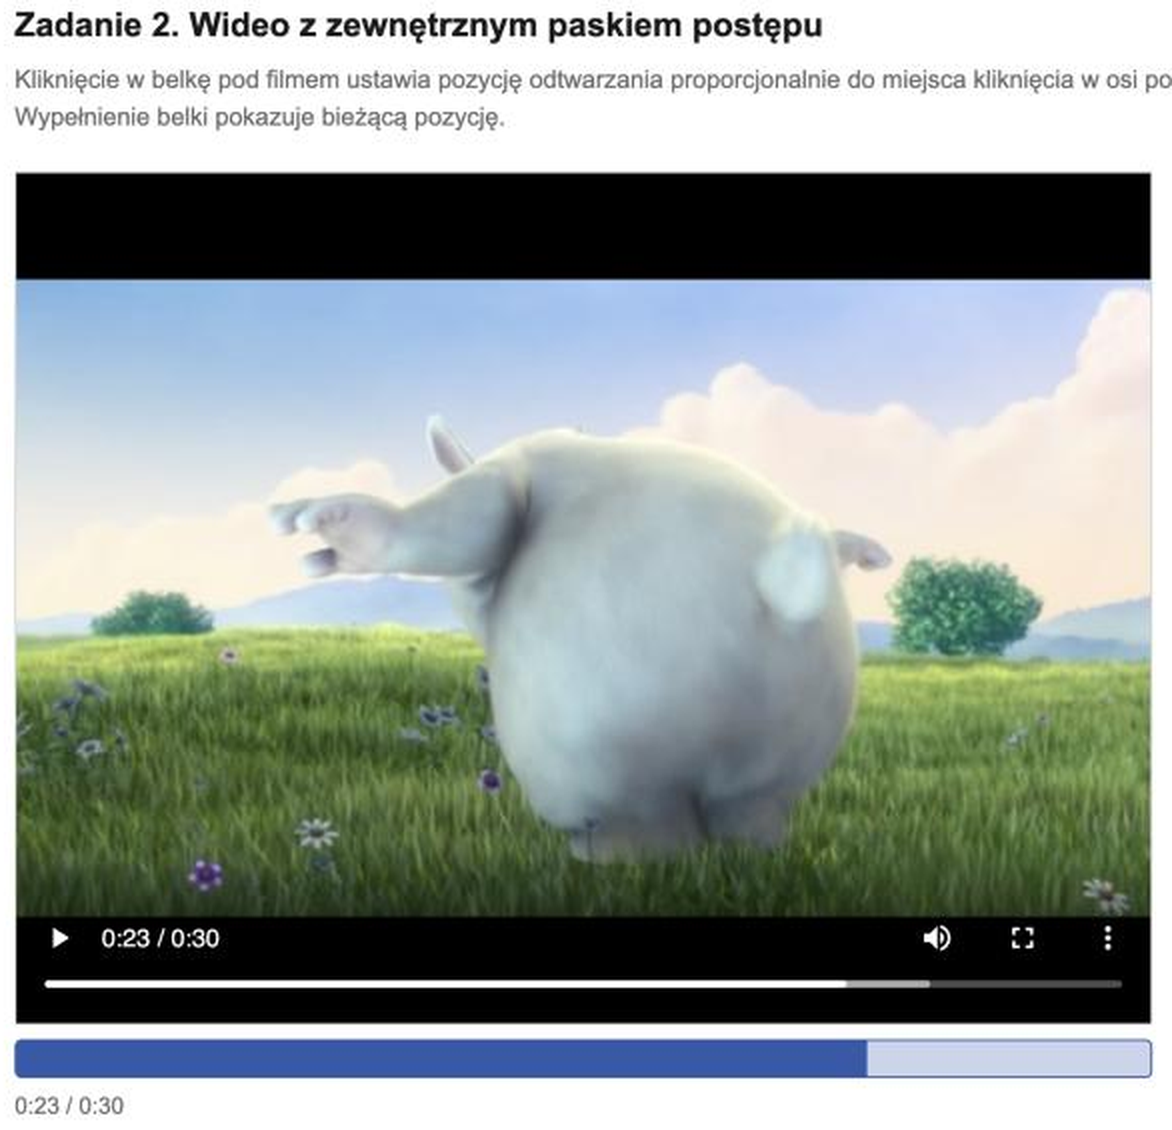 Zadanie 2. Wideo z zewnętrznym paskiem postępu
Kliknięcie w belkę pod filmem ustawia pozycję odtwarzania proporcjonalnie do miejsca kliknięcia w osi po
Wypełnienie belki pokazuje bieżącą pozycję.
0:23 / 0:30
0:23 / 0:30